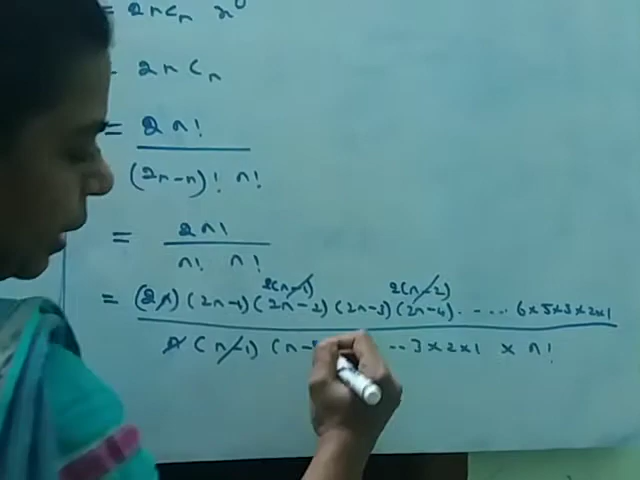 = 2nCn x^0
= 2nCn
= 2n!
(2n-n)! n!
= 2n!
n! n!
2(n-1) 2(n-2)
= (2n)(2n-1)(2n-2)(2n-3)(2n-4)...... 6×5×3×2×1
n(n-1)(n- ..3×2×1 × n!